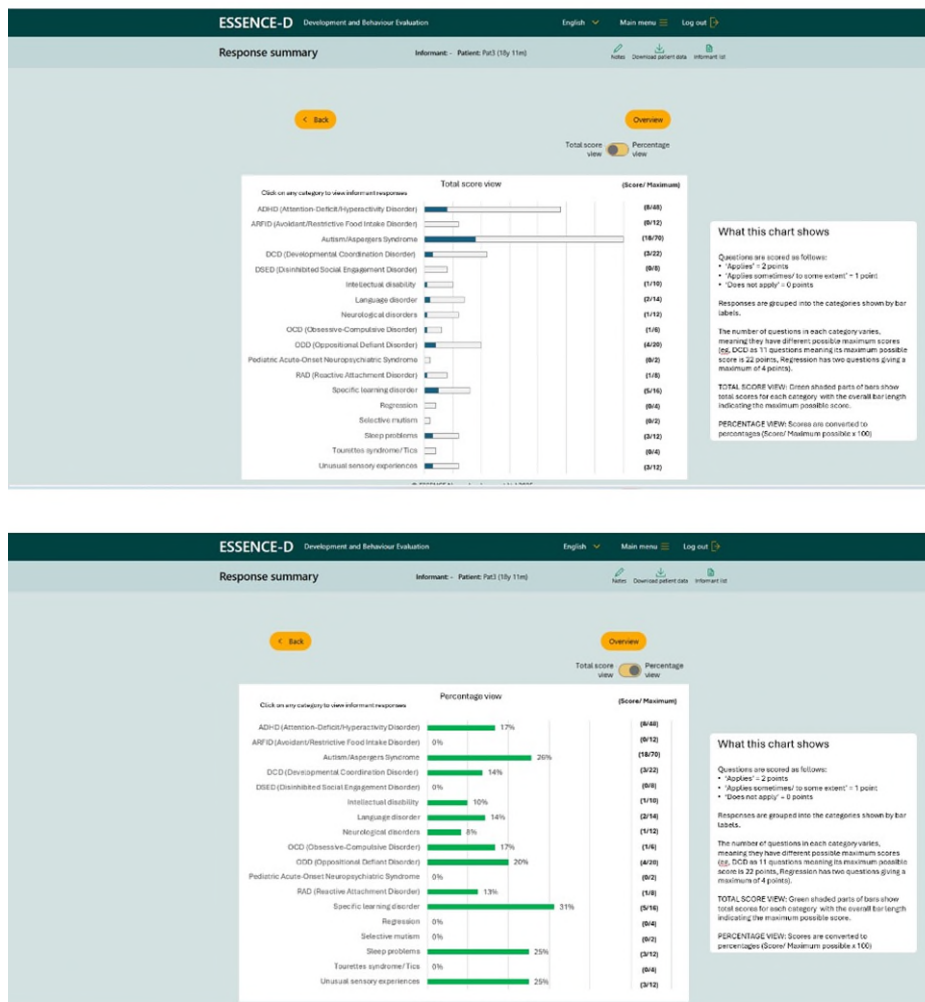 ESSENCE-D Development and Behaviour Evaluation English Main menu Log out
Response summary Informant: - Patient: Pat3 (18y 11m) Notes Download patient data Informant list
< Back Overview
Total score view Percentage view
Total score view (Score/ Maximum)
Click on any category to view informant responses
ADHD (Attention-Deficit/Hyperactivity Disorder) (8/48)
ARFID (Avoidant/Restrictive Food Intake Disorder) (0/12)
Autism/Aspergers Syndrome (18/70)
DCD (Developmental Coordination Disorder) (3/22)
DSED (Disinhibited Social Engagement Disorder) (0/8)
Intellectual disability (1/10)
Language disorder (2/14)
Neurological disorders (1/12)
OCD (Obsessive-Compulsive Disorder) (1/6)
ODD (Oppositional Defiant Disorder) (4/20)
Pediatric Acute-Onset Neuropsychiatric Syndrome (0/2)
RAD (Reactive Attachment Disorder) (1/8)
Specific learning disorder (5/16)
Regression (0/4)
Selective mutism (0/2)
Sleep problems (3/12)
Tourettes syndrome/Tics (0/4)
Unusual sensory experiences (3/12)
What this chart shows
Questions are scored as follows:
• 'Applies' = 2 points
• 'Applies sometimes/ to some extent' = 1 point
• 'Does not apply' = 0 points
Responses are grouped into the categories shown by bar
labels.
The number of questions in each category varies,
meaning they have different possible maximum scores
(eg, DCD as 11 questions meaning its maximum possible
score is 22 points, Regression has two questions giving a
maximum of 4 points).
TOTAL SCORE VIEW: Green shaded parts of bars show
total scores for each category with the overall bar length
indicating the maximum possible score.
PERCENTAGE VIEW: Scores are converted to
percentages (Score/ Maximum possible x 100)
ESSENCE-D Development and Behaviour Evaluation English Main menu Log out
Response summary Informant: - Patient: Pat3 (18y 11m) Notes Download patient data Informant list
< Back Overview
Total score view Percentage view
Percentage view (Score/ Maximum)
Click on any category to view informant responses
ADHD (Attention-Deficit/Hyperactivity Disorder) 17% (8/48)
ARFID (Avoidant/Restrictive Food Intake Disorder) 0% (0/12)
Autism/Aspergers Syndrome 26% (18/70)
DCD (Developmental Coordination Disorder) 14% (3/22)
DSED (Disinhibited Social Engagement Disorder) 0% (0/8)
Intellectual disability 10% (1/10)
Language disorder 14% (2/14)
Neurological disorders 8% (1/12)
OCD (Obsessive-Compulsive Disorder) 17% (1/6)
ODD (Oppositional Defiant Disorder) 20% (4/20)
Pediatric Acute-Onset Neuropsychiatric Syndrome 0% (0/2)
RAD (Reactive Attachment Disorder) 13% (1/8)
Specific learning disorder 31% (5/16)
Regression 0% (0/4)
Selective mutism 0% (0/2)
Sleep problems 25% (3/12)
Tourettes syndrome/Tics 0% (0/4)
Unusual sensory experiences 25% (3/12)
What this chart shows
Questions are scored as follows:
• 'Applies' = 2 points
• 'Applies sometimes/ to some extent' = 1 point
• 'Does not apply' = 0 points
Responses are grouped into the categories shown by bar
labels.
The number of questions in each category varies,
meaning they have different possible maximum scores
(eg, DCD as 11 questions meaning its maximum possible
score is 22 points, Regression has two questions giving a
maximum of 4 points).
TOTAL SCORE VIEW: Green shaded parts of bars show
total scores for each category with the overall bar length
indicating the maximum possible score.
PERCENTAGE VIEW: Scores are converted to
percentages (Score/ Maximum possible x 100)